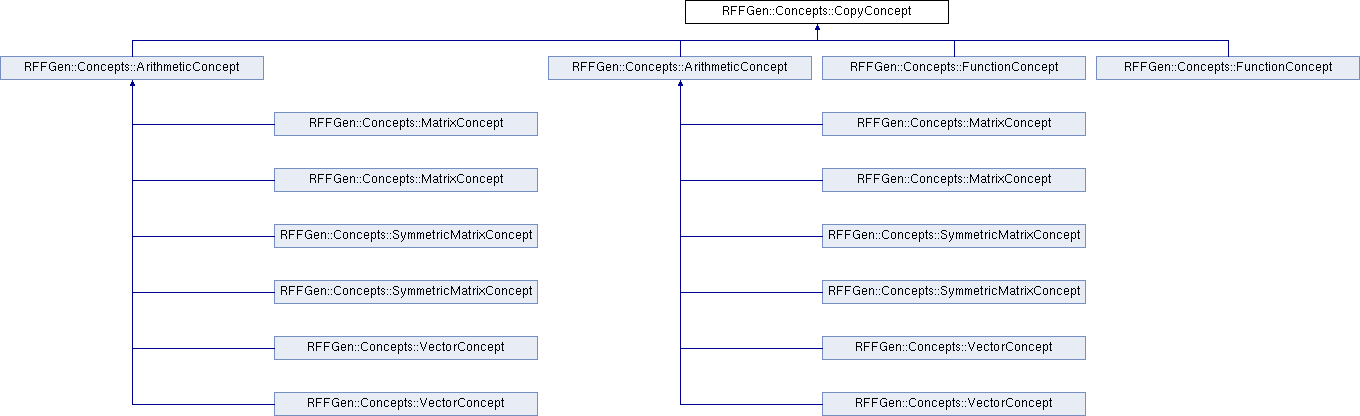 RFFGen::Concepts::CopyConcept
RFFGen::Concepts::ArithmeticConcept
RFFGen::Concepts::ArithmeticConcept
RFFGen::Concepts::FunctionConcept
RFFGen::Concepts::FunctionConcept
RFFGen::Concepts::MatrixConcept
RFFGen::Concepts::MatrixConcept
RFFGen::Concepts::MatrixConcept
RFFGen::Concepts::MatrixConcept
RFFGen::Concepts::SymmetricMatrixConcept
RFFGen::Concepts::SymmetricMatrixConcept
RFFGen::Concepts::SymmetricMatrixConcept
RFFGen::Concepts::SymmetricMatrixConcept
RFFGen::Concepts::VectorConcept
RFFGen::Concepts::VectorConcept
RFFGen::Concepts::VectorConcept
RFFGen::Concepts::VectorConcept